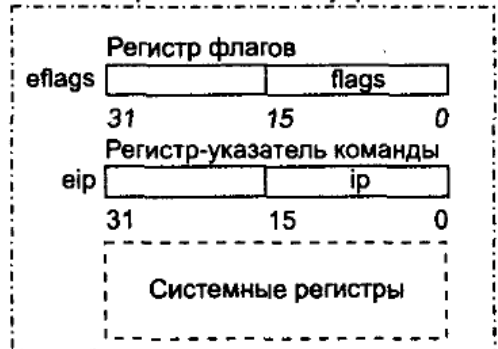 Регистр флагов
eflags flags
31 15 0
Регистр-указатель команды
eip ip
31 15 0
Системные регистры